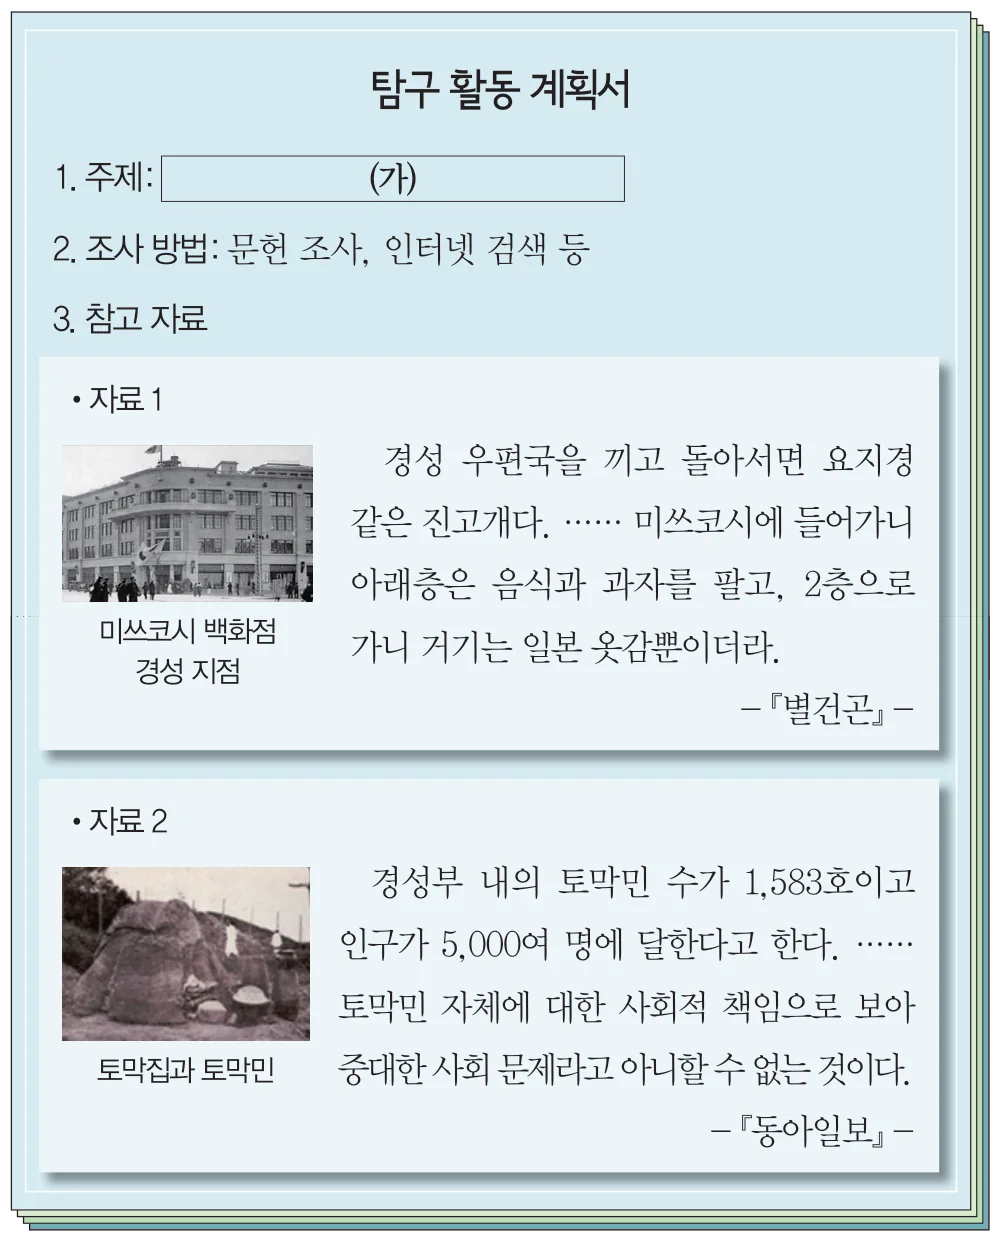 탐구 활동 계획서
1. 주제: (가)
2. 조사 방법: 문헌 조사, 인터넷 검색 등
3. 참고 자료
• 자료 1
경성 우편국을 끼고 돌아서면 요지경
같은 진고개다. …… 미쓰코시에 들어가니
아래층은 음식과 과자를 팔고, 2층으로
가니 거기는 일본 옷감뿐이더라.
-『별건곤』-
미쓰코시 백화점
경성 지점
• 자료 2
경성부 내의 토막민 수가 1,583호이고
인구가 5,000여 명에 달한다고 한다. ……
토막민 자체에 대한 사회적 책임으로 보아
중대한 사회 문제라고 아니할 수 없는 것이다.
-『동아일보』-
토막집과 토막민